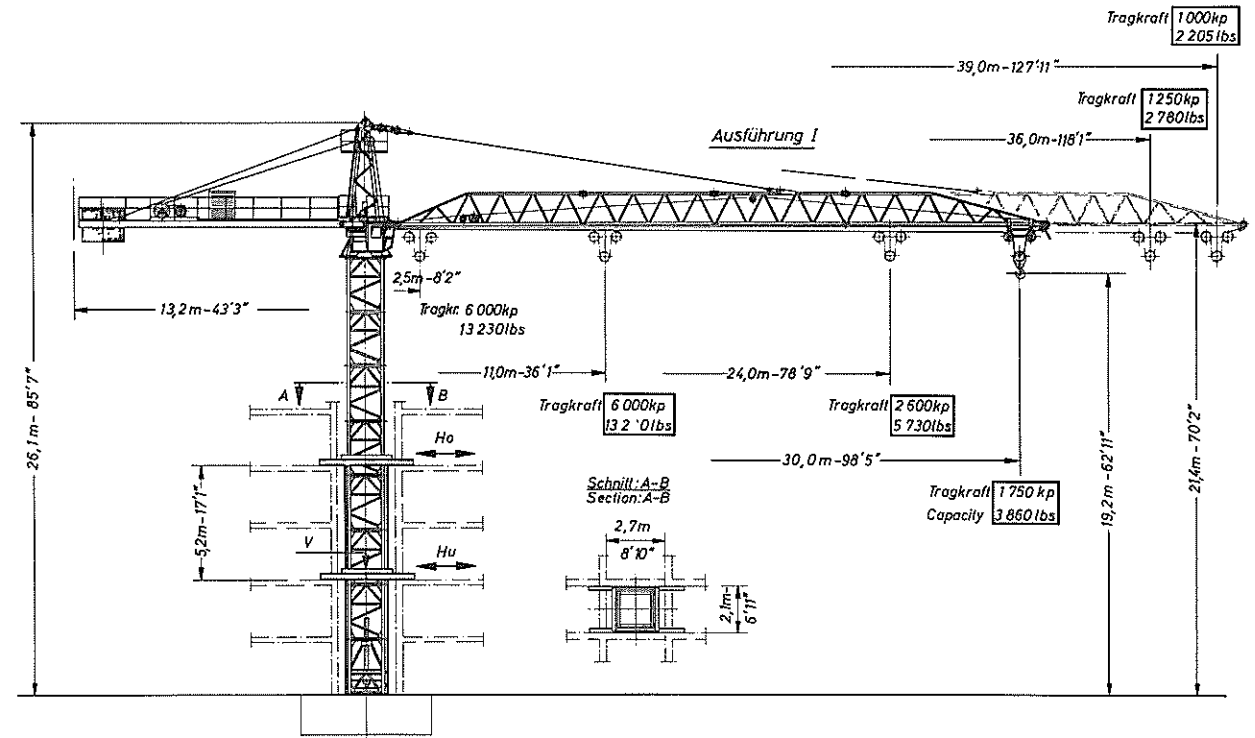 Tragkraft 1000kp
2 205 lbs
39,0m-127'11"
Tragkraft 1250kp
2 780lbs
36,0m-118'1"
Ausführung I
26,1m-85'7"
13,2m-43'3"
2,5m-8'2"
Tragkr. 6 000kp
13 230lbs
11,0m-36'1"
24,0m-78'9"
Tragkraft 6 000kp
lbs
Tragkraft 2 600kp
5 730lbs
30,0m-98'5"
Tragkraft 1 750 kp
Capacity 3 860 lbs
19,2m-62'11"
21,4m-70'2"
A B
Ho
5,2m-17'1"
V
Hu
Schnitt: A-B
Section: A-B
2,7m
8'10"
2,1m-
6'11"